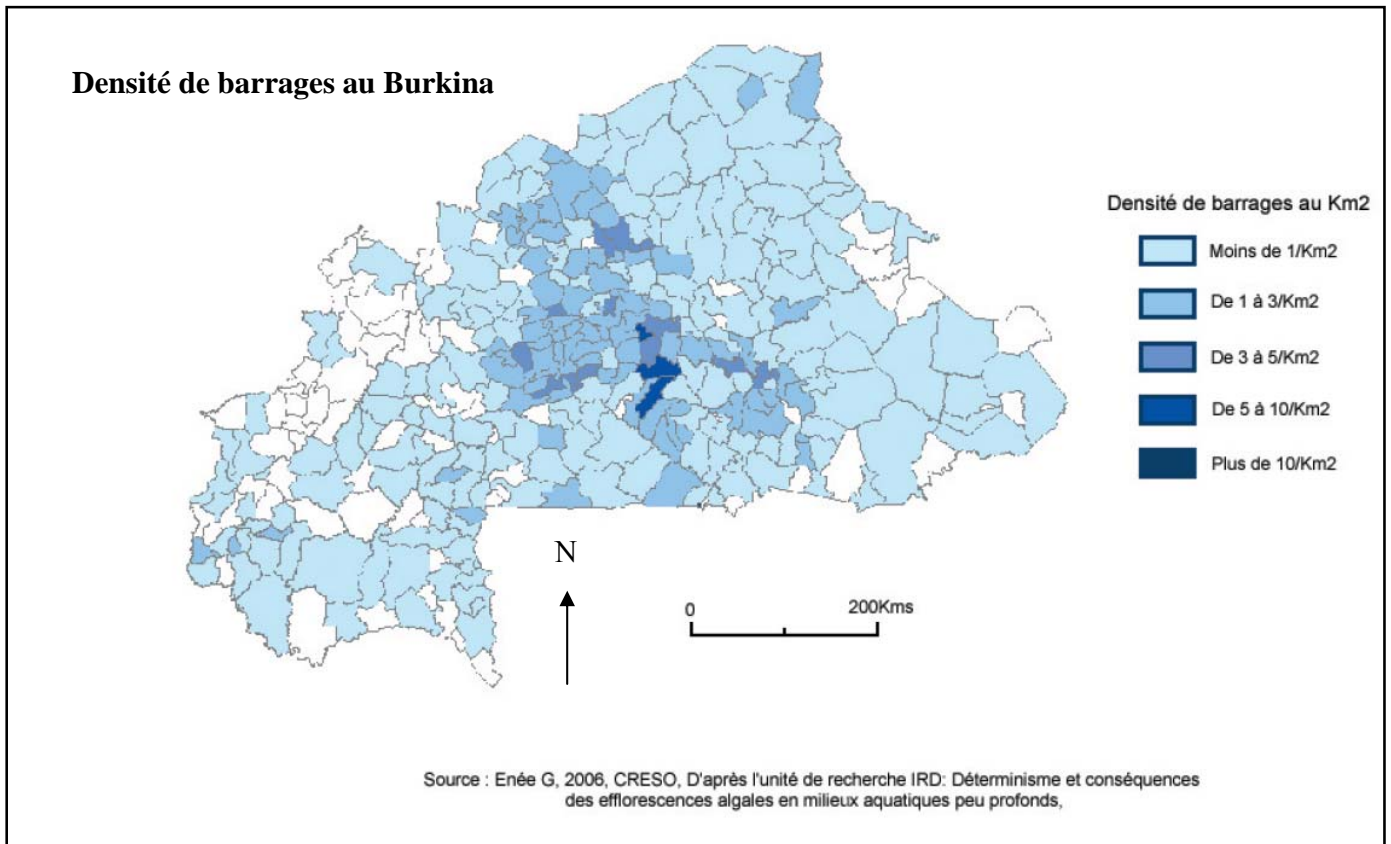 Densité de barrages au Burkina
Densité de barrages au Km2
Moins de 1/Km2
De 1 à 3/Km2
De 3 à 5/Km2
De 5 à 10/Km2
Plus de 10/Km2
N
0 200Kms
Source : Enée G, 2006, CRESO, D'après l'unité de recherche IRD: Déterminisme et conséquences
des efflorescences algales en milieux aquatiques peu profonds,